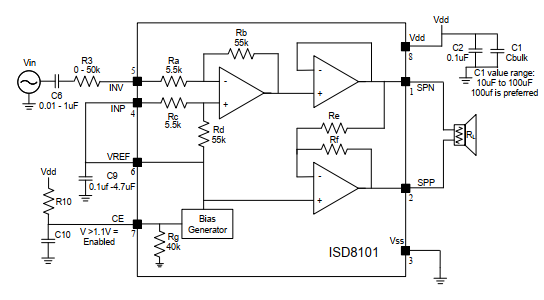 Vin
C6
0.01 - 1uF
R3
0 - 50k
5
INV
INP
4
Ra
5.5k
Rc
5.5k
Rb
55k
-
+
Rd
55k
-
+
Re
Rf
-
+
VREF
6
C9
0.1uf -4.7uF
Vdd
R10
C10
CE
7
V >1.1V =
Enabled
Rg
40k
Bias
Generator
ISD8101
Vdd
Vdd
8
C2
0.1uF
C1
Cbulk
C1 value range:
10uF to 100uF
100uf is preferred
SPN
1
RL
SPP
2
Vss
3